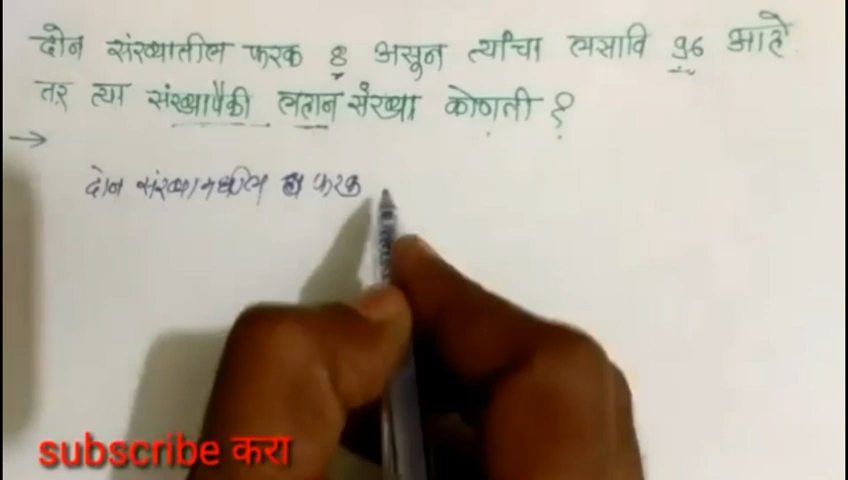 दोन संख्यातील फरक 8 असून त्यांचा लसावि 96 आहे.
तर त्या संख्यापैकी लहान संख्या कोणती ?
→
दोन संख्यामधील फरक
subscribe करा